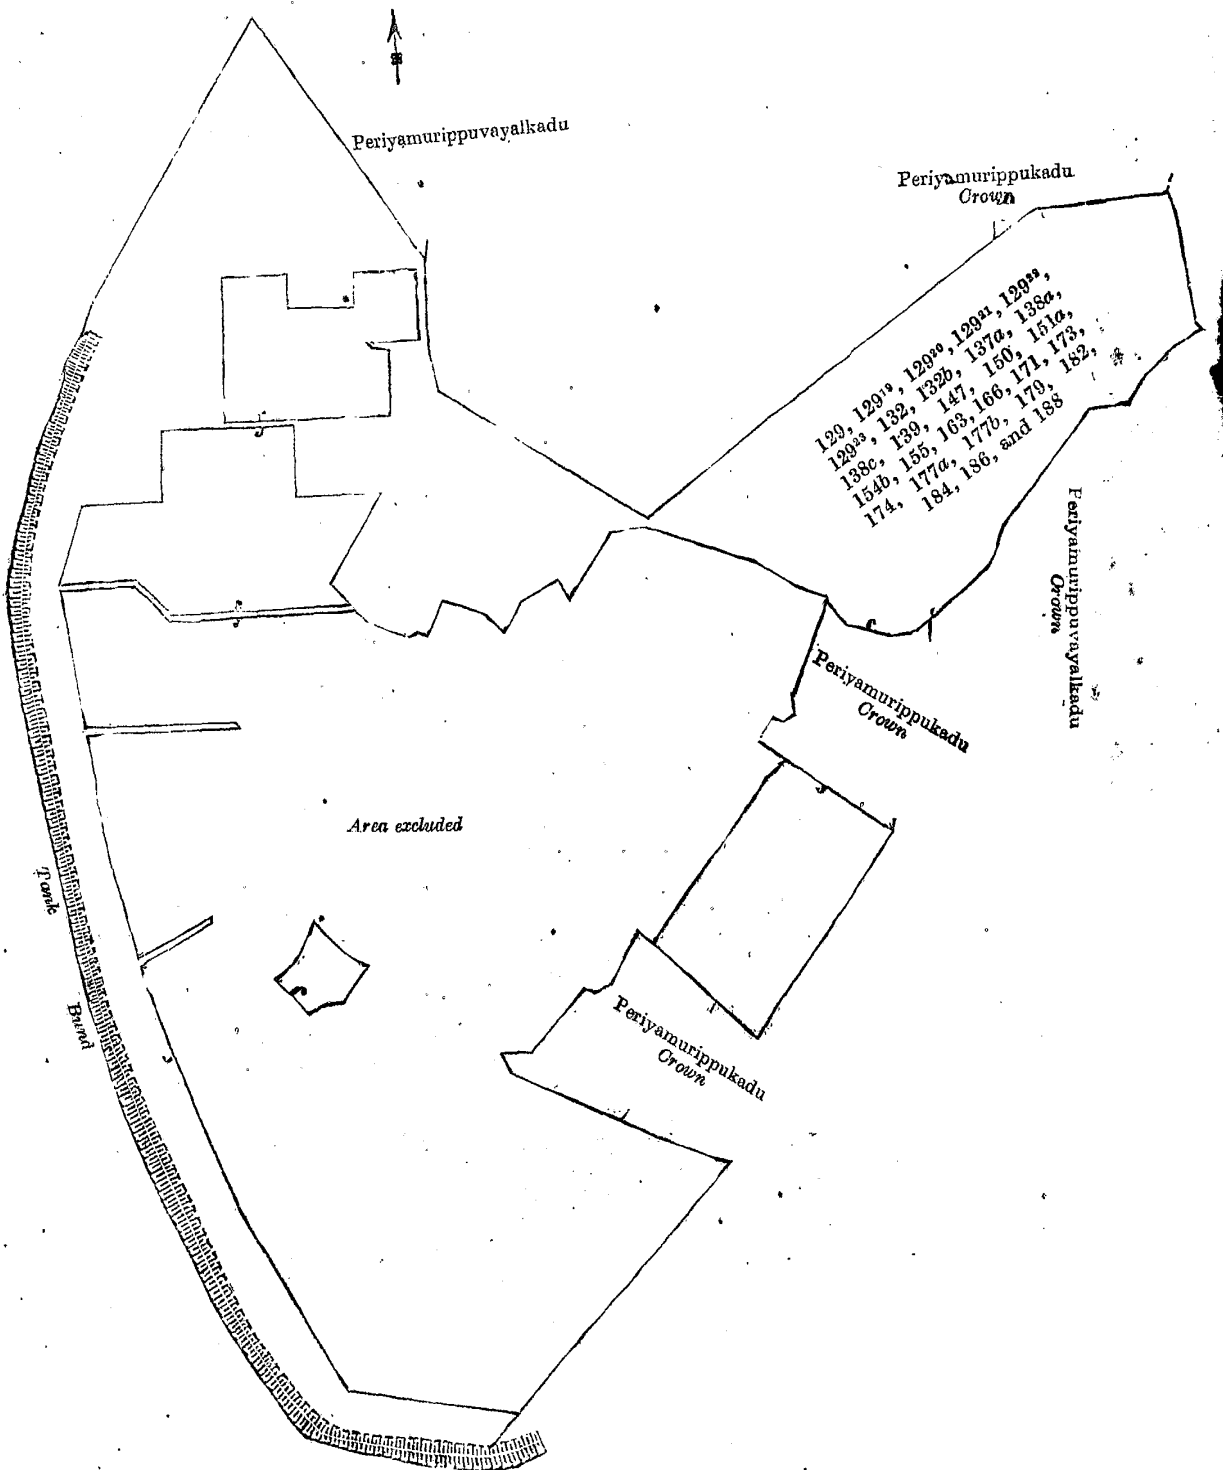 Periyamurippuvayalkadu
Periyamurippukadu
Crown
129, 129¹⁹, 129²⁰, 129²¹, 129²²,
129²³, 132, 132b, 137a, 138a,
138c, 139, 147, 150, 151a,
154b, 155, 163, 166, 171, 173,
174, 177a, 177b, 179, 182,
184, 186, and 188
Periyamurippuvayalkadu
Crown
Periyamurippukadu
Crown
Area excluded
Tank
Bund
Periyamurippukadu
Crown